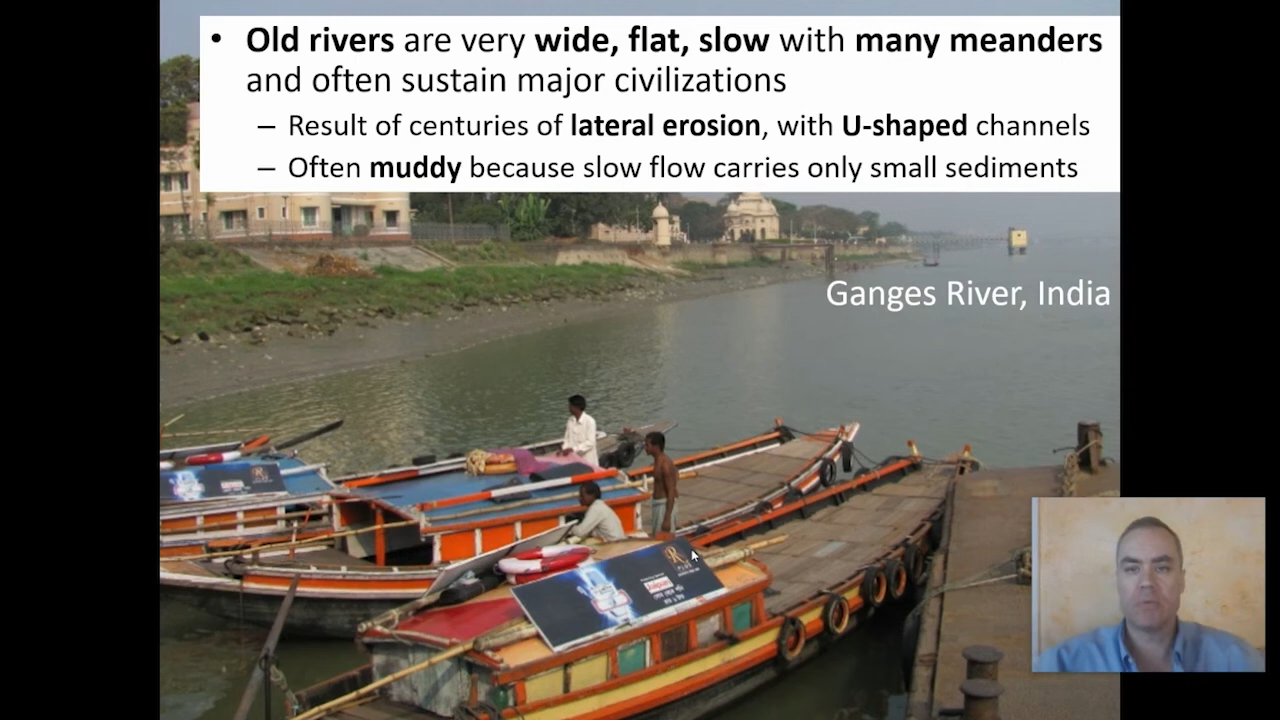 • Old rivers are very wide, flat, slow with many meanders
and often sustain major civilizations
– Result of centuries of lateral erosion, with U-shaped channels
– Often muddy because slow flow carries only small sediments
Ganges River, India